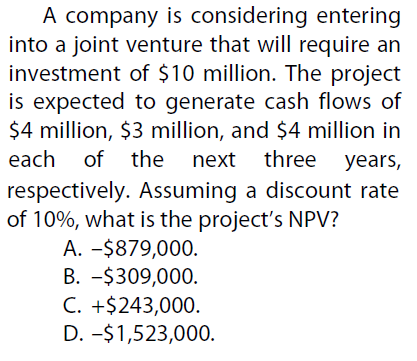 A company is considering entering
into a joint venture that will require an
investment of $10 million. The project
is expected to generate cash flows of
$4 million, $3 million, and $4 million in
each of the next three years,
respectively. Assuming a discount rate
of 10%, what is the project's NPV?
A. –$879,000.
B. –$309,000.
C. +$243,000.
D. –$1,523,000.